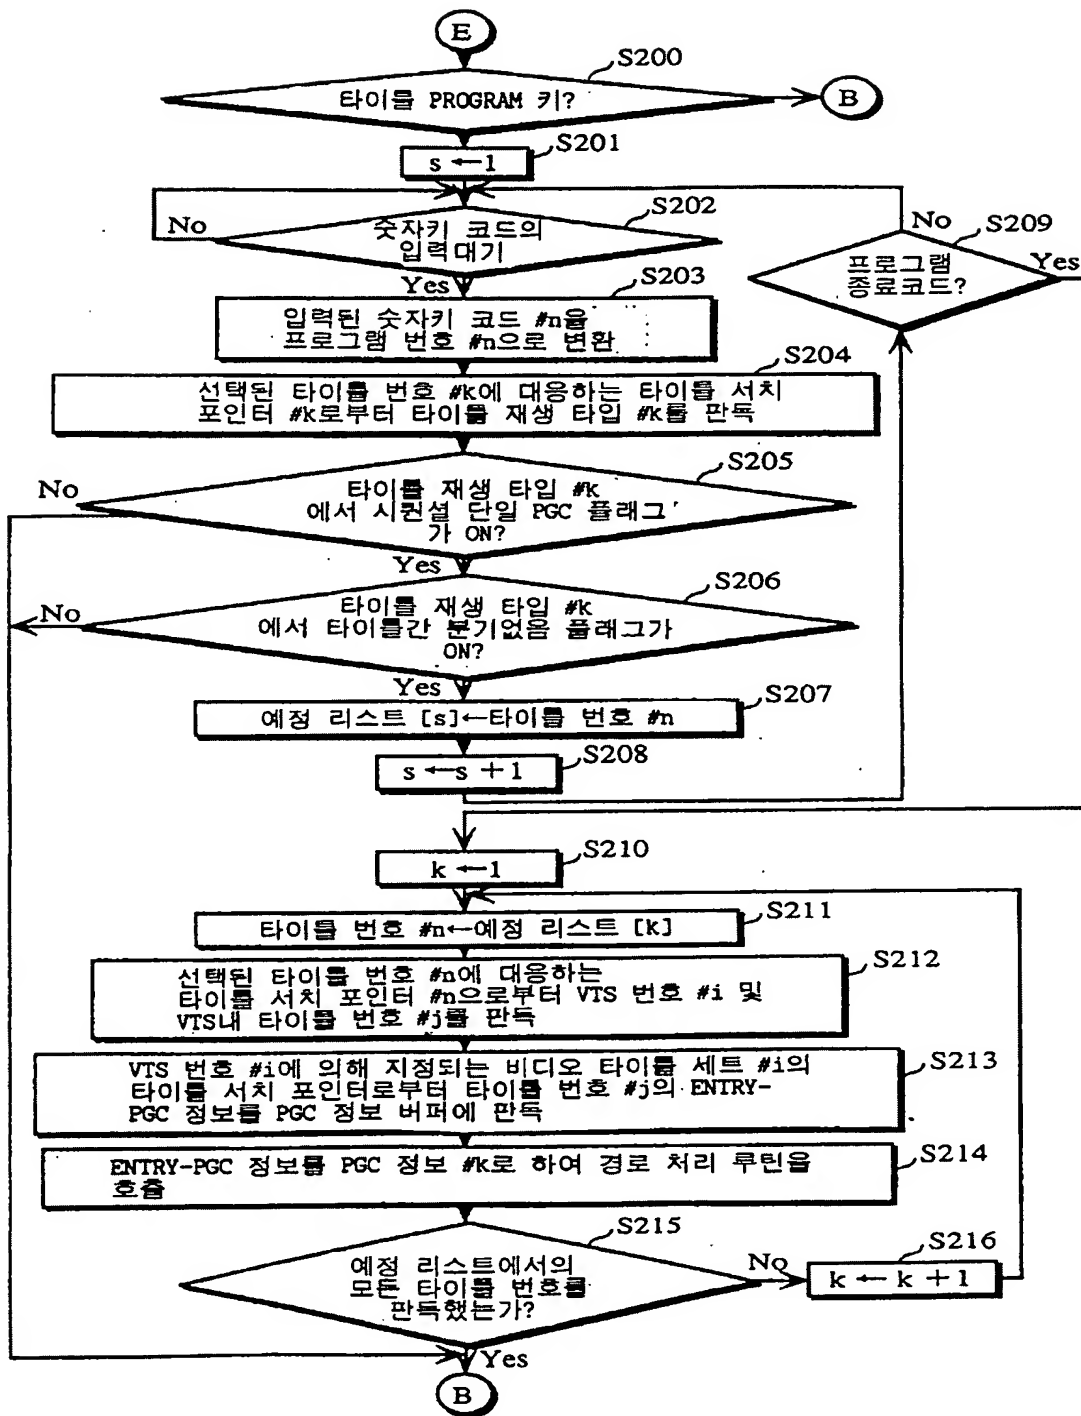 E
S200
타이틀 PROGRAM 키?
B
S201
s ← 1
S202
No
숫자키 코드의
입력대기
Yes
No
S209
프로그램
종료코드?
Yes
S203
입력된 숫자키 코드 #n을
프로그램 번호 #n으로 변환
S204
선택된 타이틀 번호 #k에 대응하는 타이틀 서치
포인터 #k로부터 타이틀 재생 타입 #k를 판독
S205
No
타이틀 재생 타입 #k
에서 시퀀셜 단일 PGC 플래그
가 ON?
Yes
S206
No
타이틀 재생 타입 #k
에서 타이틀간 분기없음 플래그가
ON?
Yes
S207
예정 리스트 [s]←타이틀 번호 #n
S208
s ← s + 1
S210
k ← 1
S211
타이틀 번호 #n←예정 리스트 [k]
S212
선택된 타이틀 번호 #n에 대응하는
타이틀 서치 포인터 #n으로부터 VTS 번호 #i 및
VTS내 타이틀 번호 #j를 판독
S213
VTS 번호 #i에 의해 지정되는 비디오 타이틀 세트 #i의
타이틀 서치 포인터로부터 타이틀 번호 #j의 ENTRY-
PGC 정보를 PGC 정보 버퍼에 판독
S214
ENTRY-PGC 정보를 PGC 정보 #k로 하여 경로 처리 루틴을
호출
S215
예정 리스트에서의
모든 타이틀 번호를
판독했는가?
No
S216
k ← k + 1
Yes
B